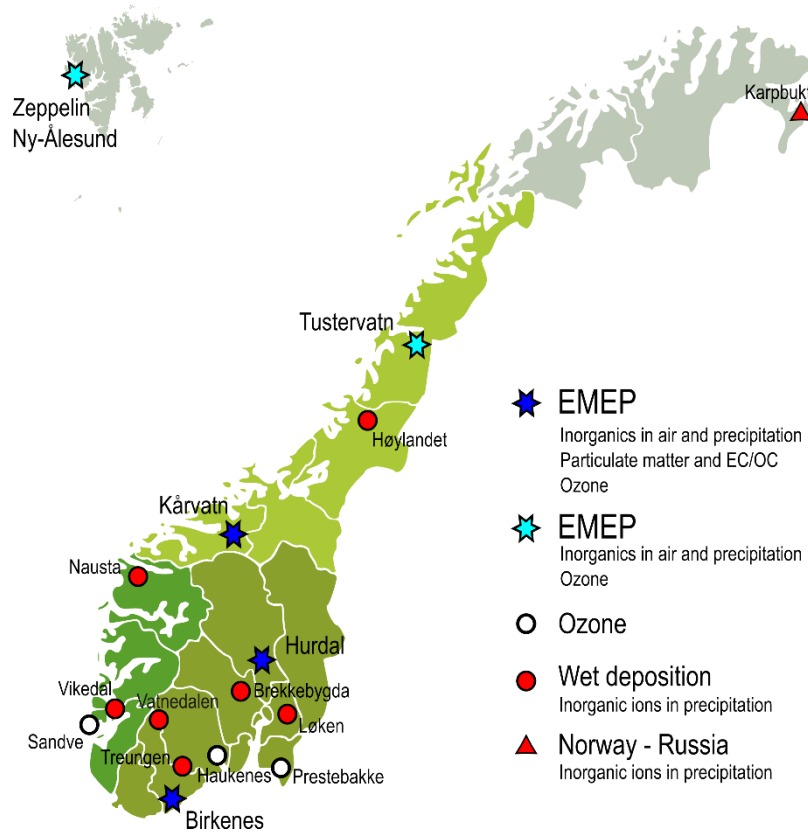 Zeppelin
Ny-Ålesund
Karpbukt
Tustervatn
Høylandet
Kårvatn
Nausta
Hurdal
Brekkebygda
Vikedal
Vatnedalen
Løken
Sandve
Treungen
Haukenes
Prestebakke
Birkenes
EMEP
Inorganics in air and precipitation
Particulate matter and EC/OC
Ozone
EMEP
Inorganics in air and precipitation
Ozone
Ozone
Wet deposition
Inorganic ions in precipitation
Norway - Russia
Inorganic ions in precipitation